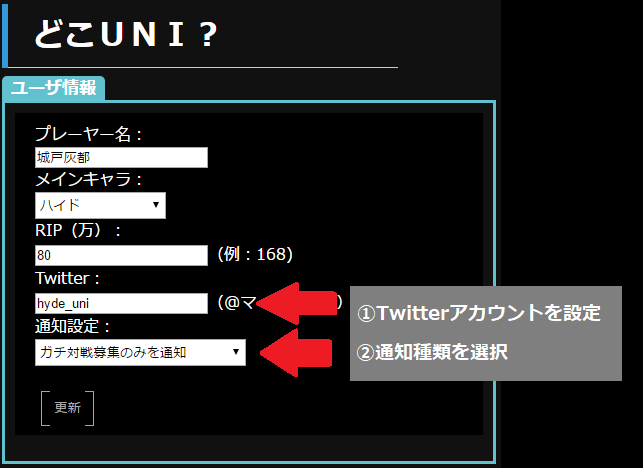 どこＵＮＩ？
ユーザ情報
プレーヤー名：
城戸灰都
メインキャラ：
ハイド
RIP（万）：
80 （例：168）
Twitter：
hyde_uni （@マ ）
通知設定：
ガチ対戦募集のみを通知
更新
①Twitterアカウントを設定
②通知種類を選択